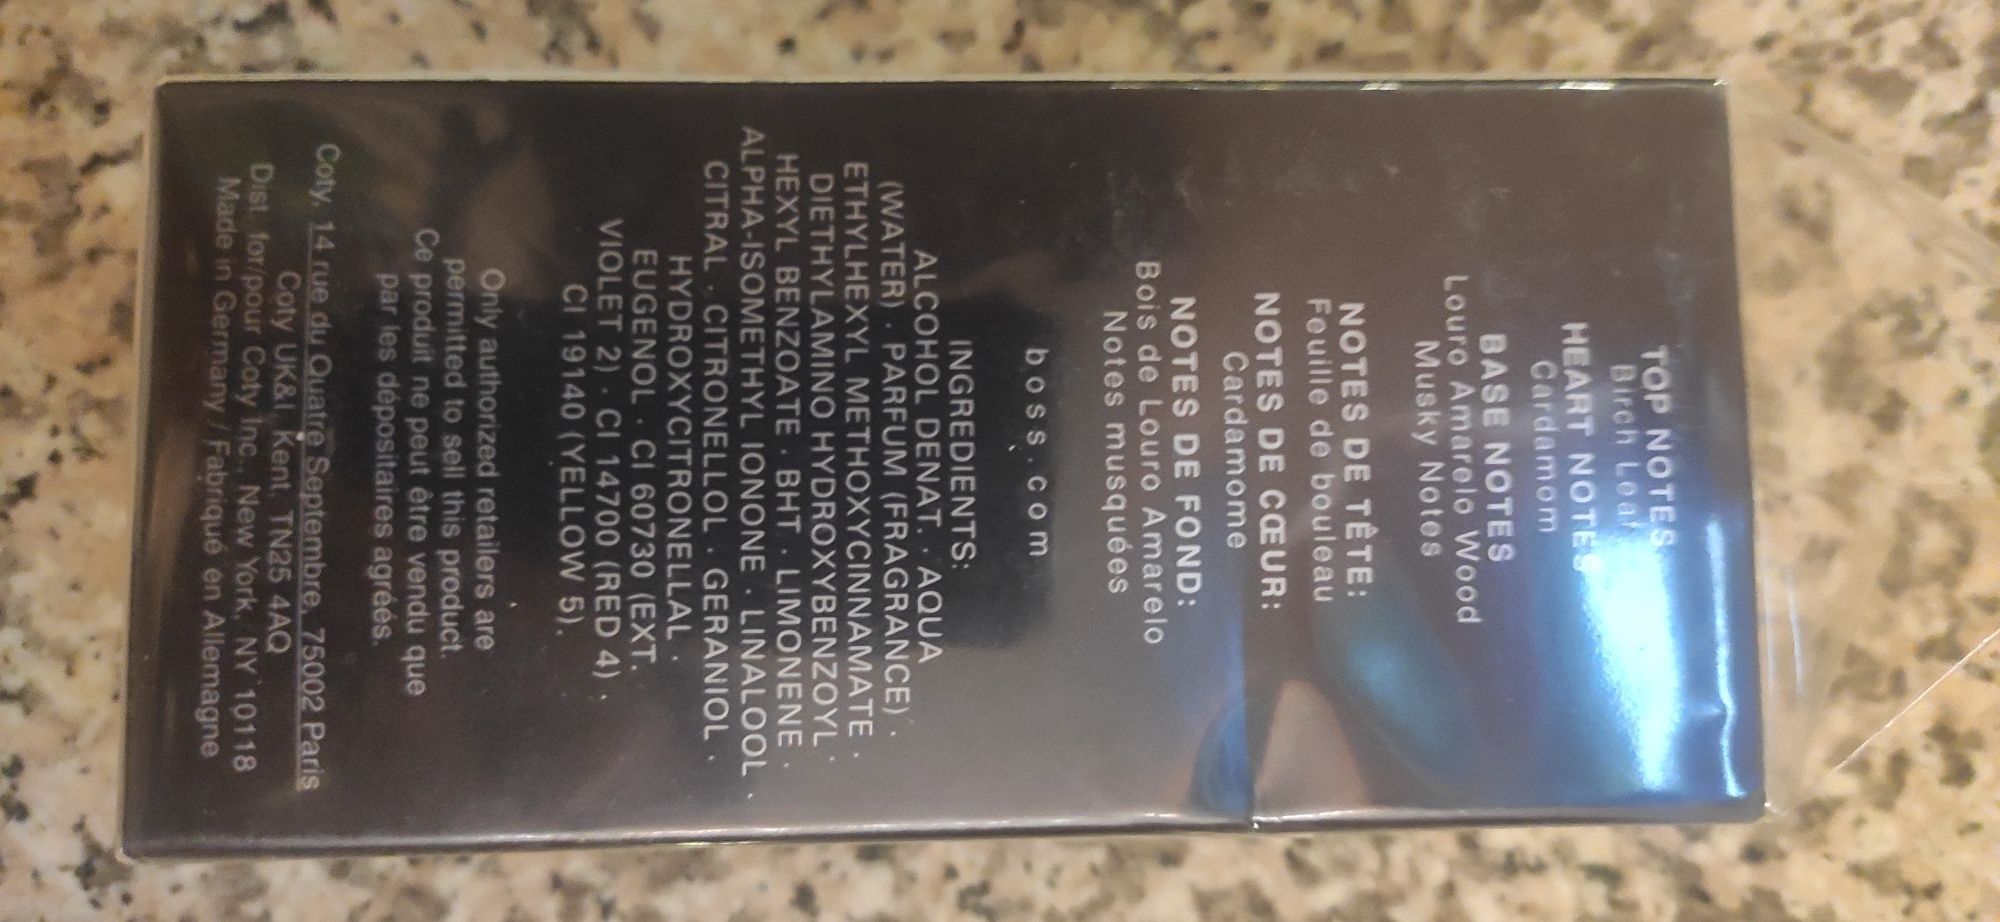 TOP NOTES
Birch Leaf
HEART NOTES
Cardamom
BASE NOTES
Louro Amarelo Wood
Musky Notes
NOTES DE TÊTE:
Feuille de bouleau
NOTES DE CŒUR:
Cardamome
NOTES DE FOND:
Bois de Louro Amarelo
Notes musquées
boss.com
INGREDIENTS:
ALCOHOL DENAT. · AQUA
(WATER) · PARFUM (FRAGRANCE) ·
ETHYLHEXYL METHOXYCINNAMATE ·
DIETHYLAMINO HYDROXYBENZOYL
HEXYL BENZOATE · BHT · LIMONENE ·
ALPHA-ISOMETHYL IONONE · LINALOOL
CITRAL · CITRONELLOL · GERANIOL ·
HYDROXYCITRONELLAL ·
EUGENOL · CI 60730 (EXT.
VIOLET 2) · CI 14700 (RED 4) ·
CI 19140 (YELLOW 5).
Only authorized retailers are
permitted to sell this product.
Ce produit ne peut être vendu que
par les dépositaires agréés.
Coty, 14 rue du Quatre Septembre, 75002 Paris
Coty UK&I, Kent, TN25 4AQ
Dist. for/pour Coty Inc., New York, NY 10118
Made in Germany / Fabriqué en Allemagne